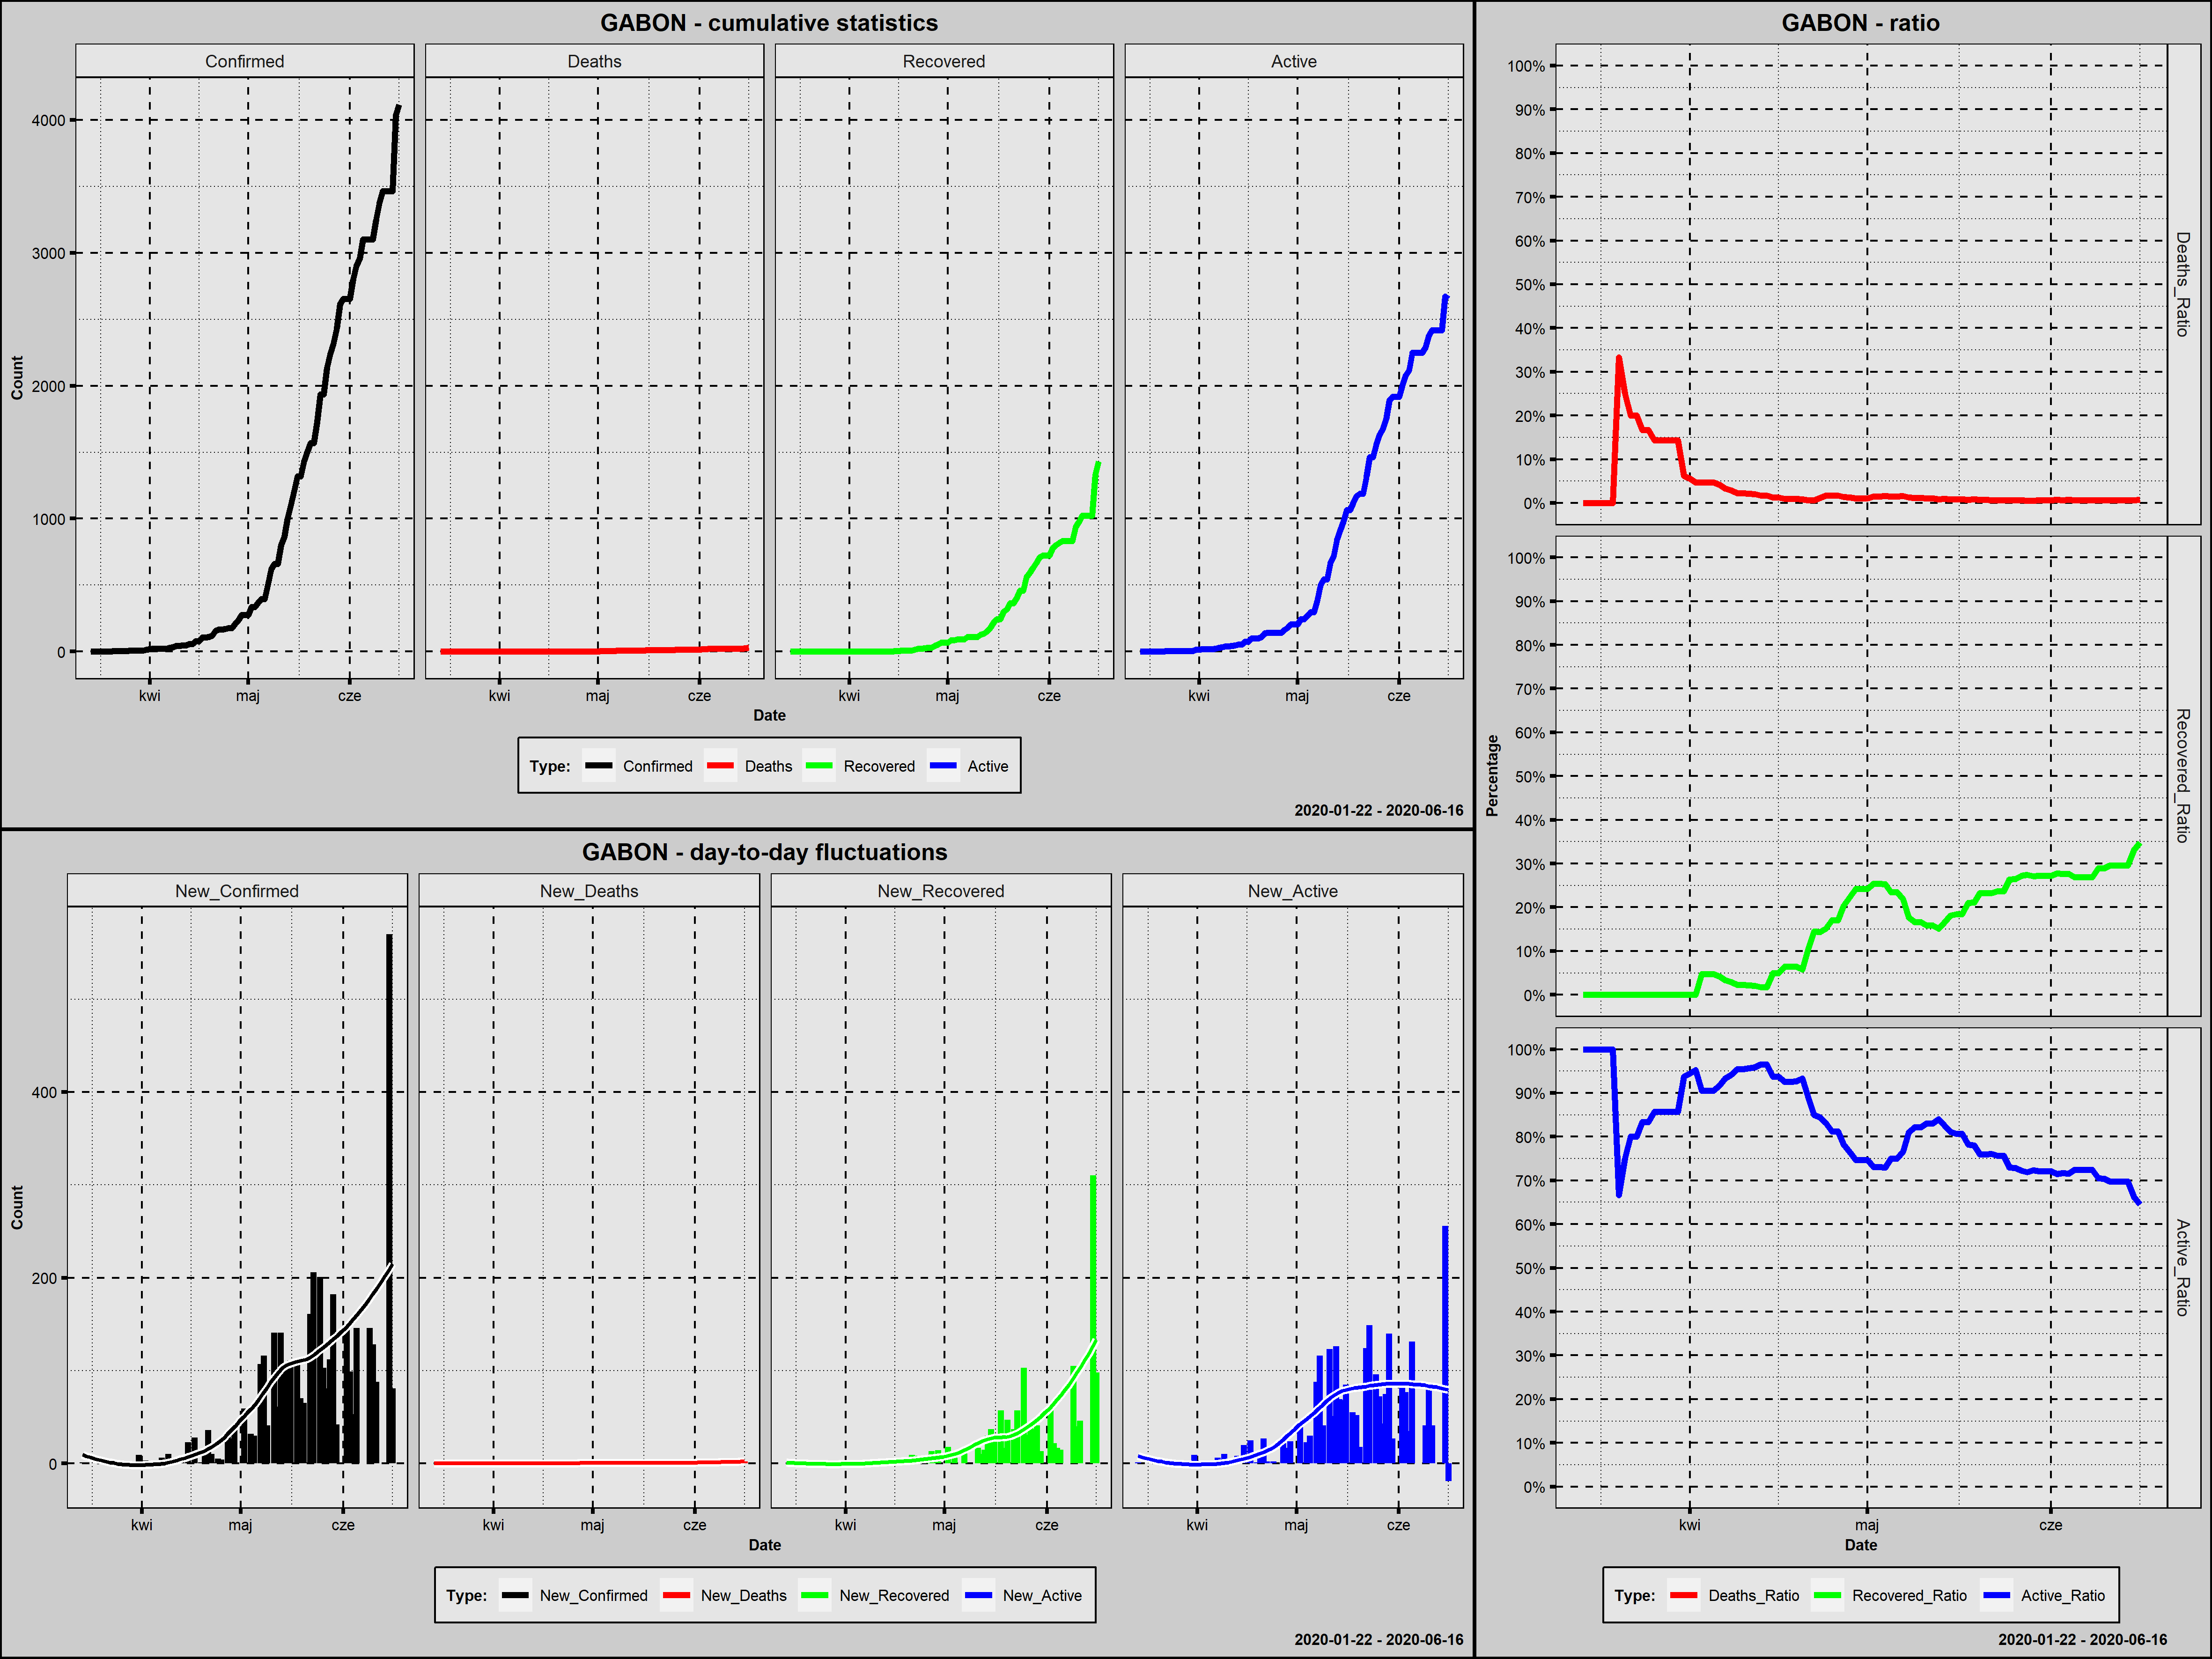 GABON - cumulative statistics
Confirmed Deaths Recovered Active
Count
4000
3000
2000
1000
0
kwi maj cze kwi maj cze kwi maj cze kwi maj cze
Date
Type: Confirmed Deaths Recovered Active
2020-01-22 - 2020-06-16
GABON - day-to-day fluctuations
New_Confirmed New_Deaths New_Recovered New_Active
Count
400
200
0
kwi maj cze kwi maj cze kwi maj cze kwi maj cze
Date
Type: New_Confirmed New_Deaths New_Recovered New_Active
2020-01-22 - 2020-06-16
GABON - ratio
Percentage
100%
90%
80%
70%
60%
50%
40%
30%
20%
10%
0%
Deaths_Ratio
100%
90%
80%
70%
60%
50%
40%
30%
20%
10%
0%
Recovered_Ratio
100%
90%
80%
70%
60%
50%
40%
30%
20%
10%
0%
Active_Ratio
kwi maj cze
Date
Type: Deaths_Ratio Recovered_Ratio Active_Ratio
2020-01-22 - 2020-06-16